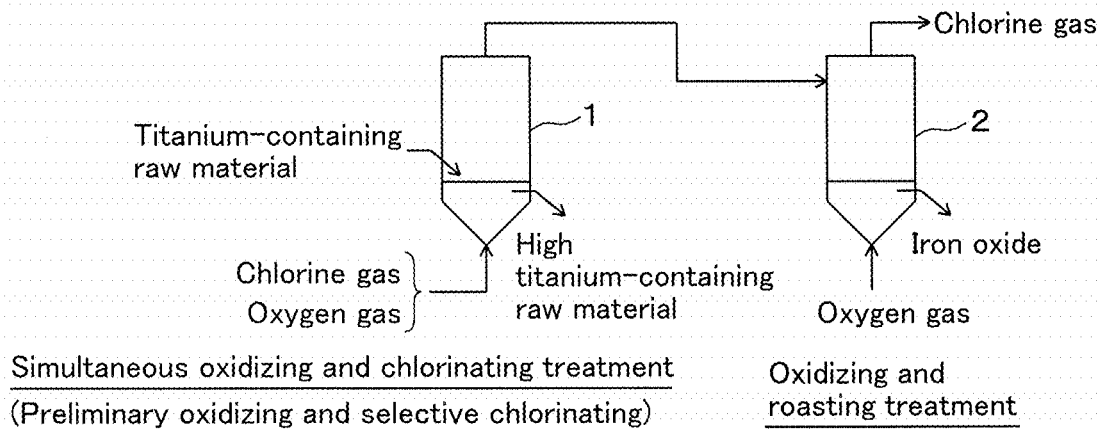 Chlorine gas
1
2
Titanium-containing
raw material
High
titanium-containing
raw material
Iron oxide
Chlorine gas
Oxygen gas
Oxygen gas
Simultaneous oxidizing and chlorinating treatment
(Preliminary oxidizing and selective chlorinating)
Oxidizing and
roasting treatment